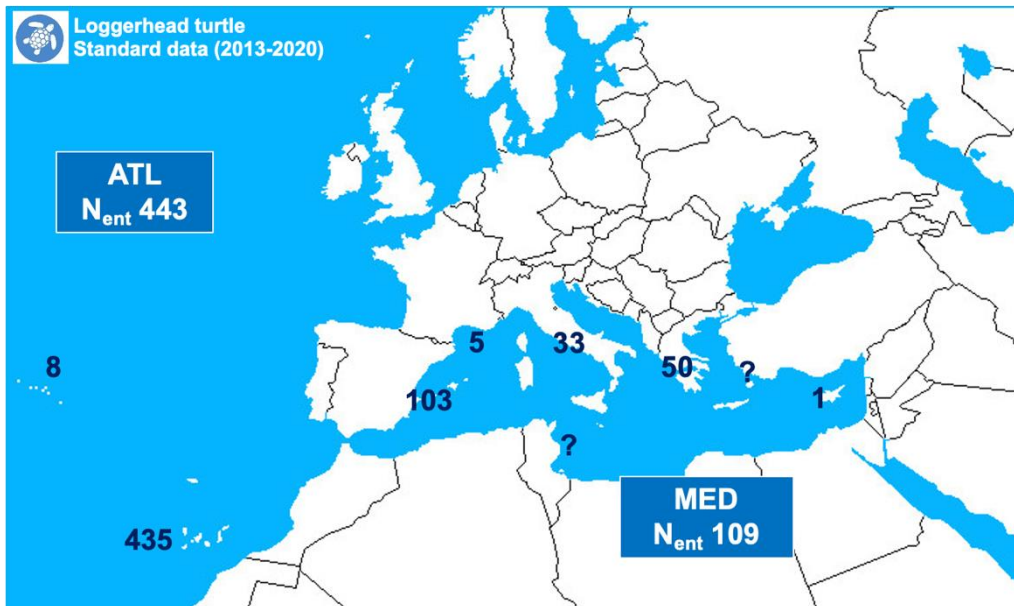 Loggerhead turtle
Standard data (2013-2020)
ATL
Nent 443
8
5
33
50
?
103
1
?
435
MED
Nent 109